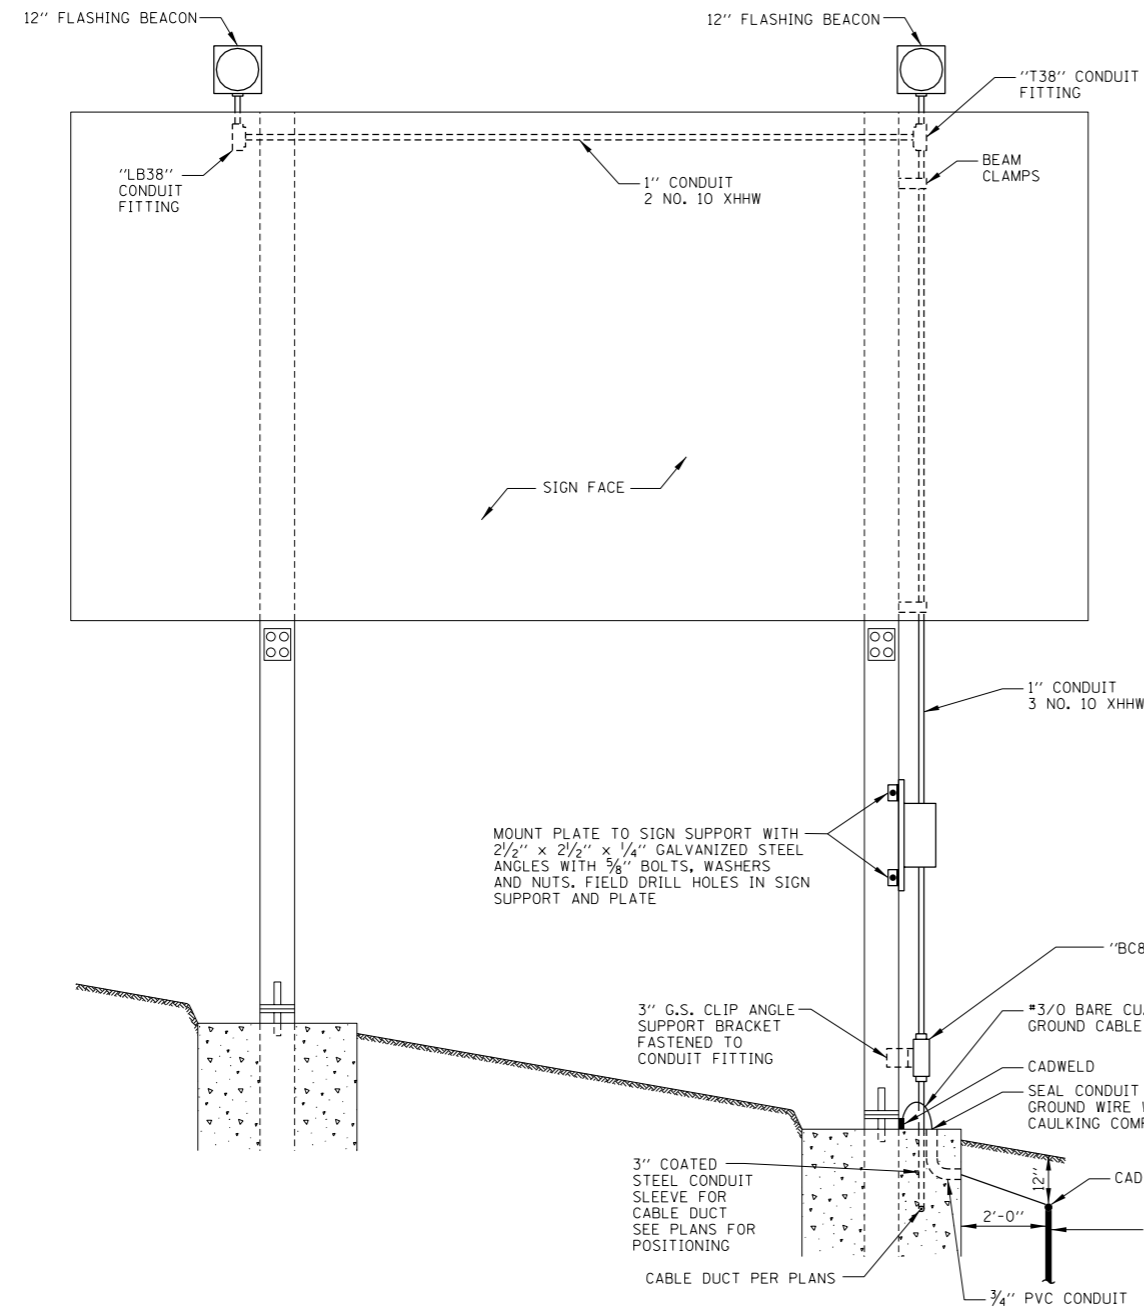 12" FLASHING BEACON
12" FLASHING BEACON
"T38" CONDUIT
FITTING
"LB38"
CONDUIT
FITTING
1" CONDUIT
2 NO. 10 XHHW
BEAM
CLAMPS
SIGN FACE
1" CONDUIT
3 NO. 10 XHHW
MOUNT PLATE TO SIGN SUPPORT WITH
2½" x 2½" x ¼" GALVANIZED STEEL
ANGLES WITH ⅝" BOLTS, WASHERS
AND NUTS. FIELD DRILL HOLES IN SIGN
SUPPORT AND PLATE
"BC8
3" G.S. CLIP ANGLE
SUPPORT BRACKET
FASTENED TO
CONDUIT FITTING
#3/0 BARE CU.
GROUND CABLE
CADWELD
SEAL CONDUIT
GROUND WIRE
CAULKING
3" COATED
STEEL CONDUIT
SLEEVE FOR
CABLE DUCT
SEE PLANS FOR
POSITIONING
12"
CAD
2'-0"
CABLE DUCT PER PLANS
¾" PVC CONDUIT